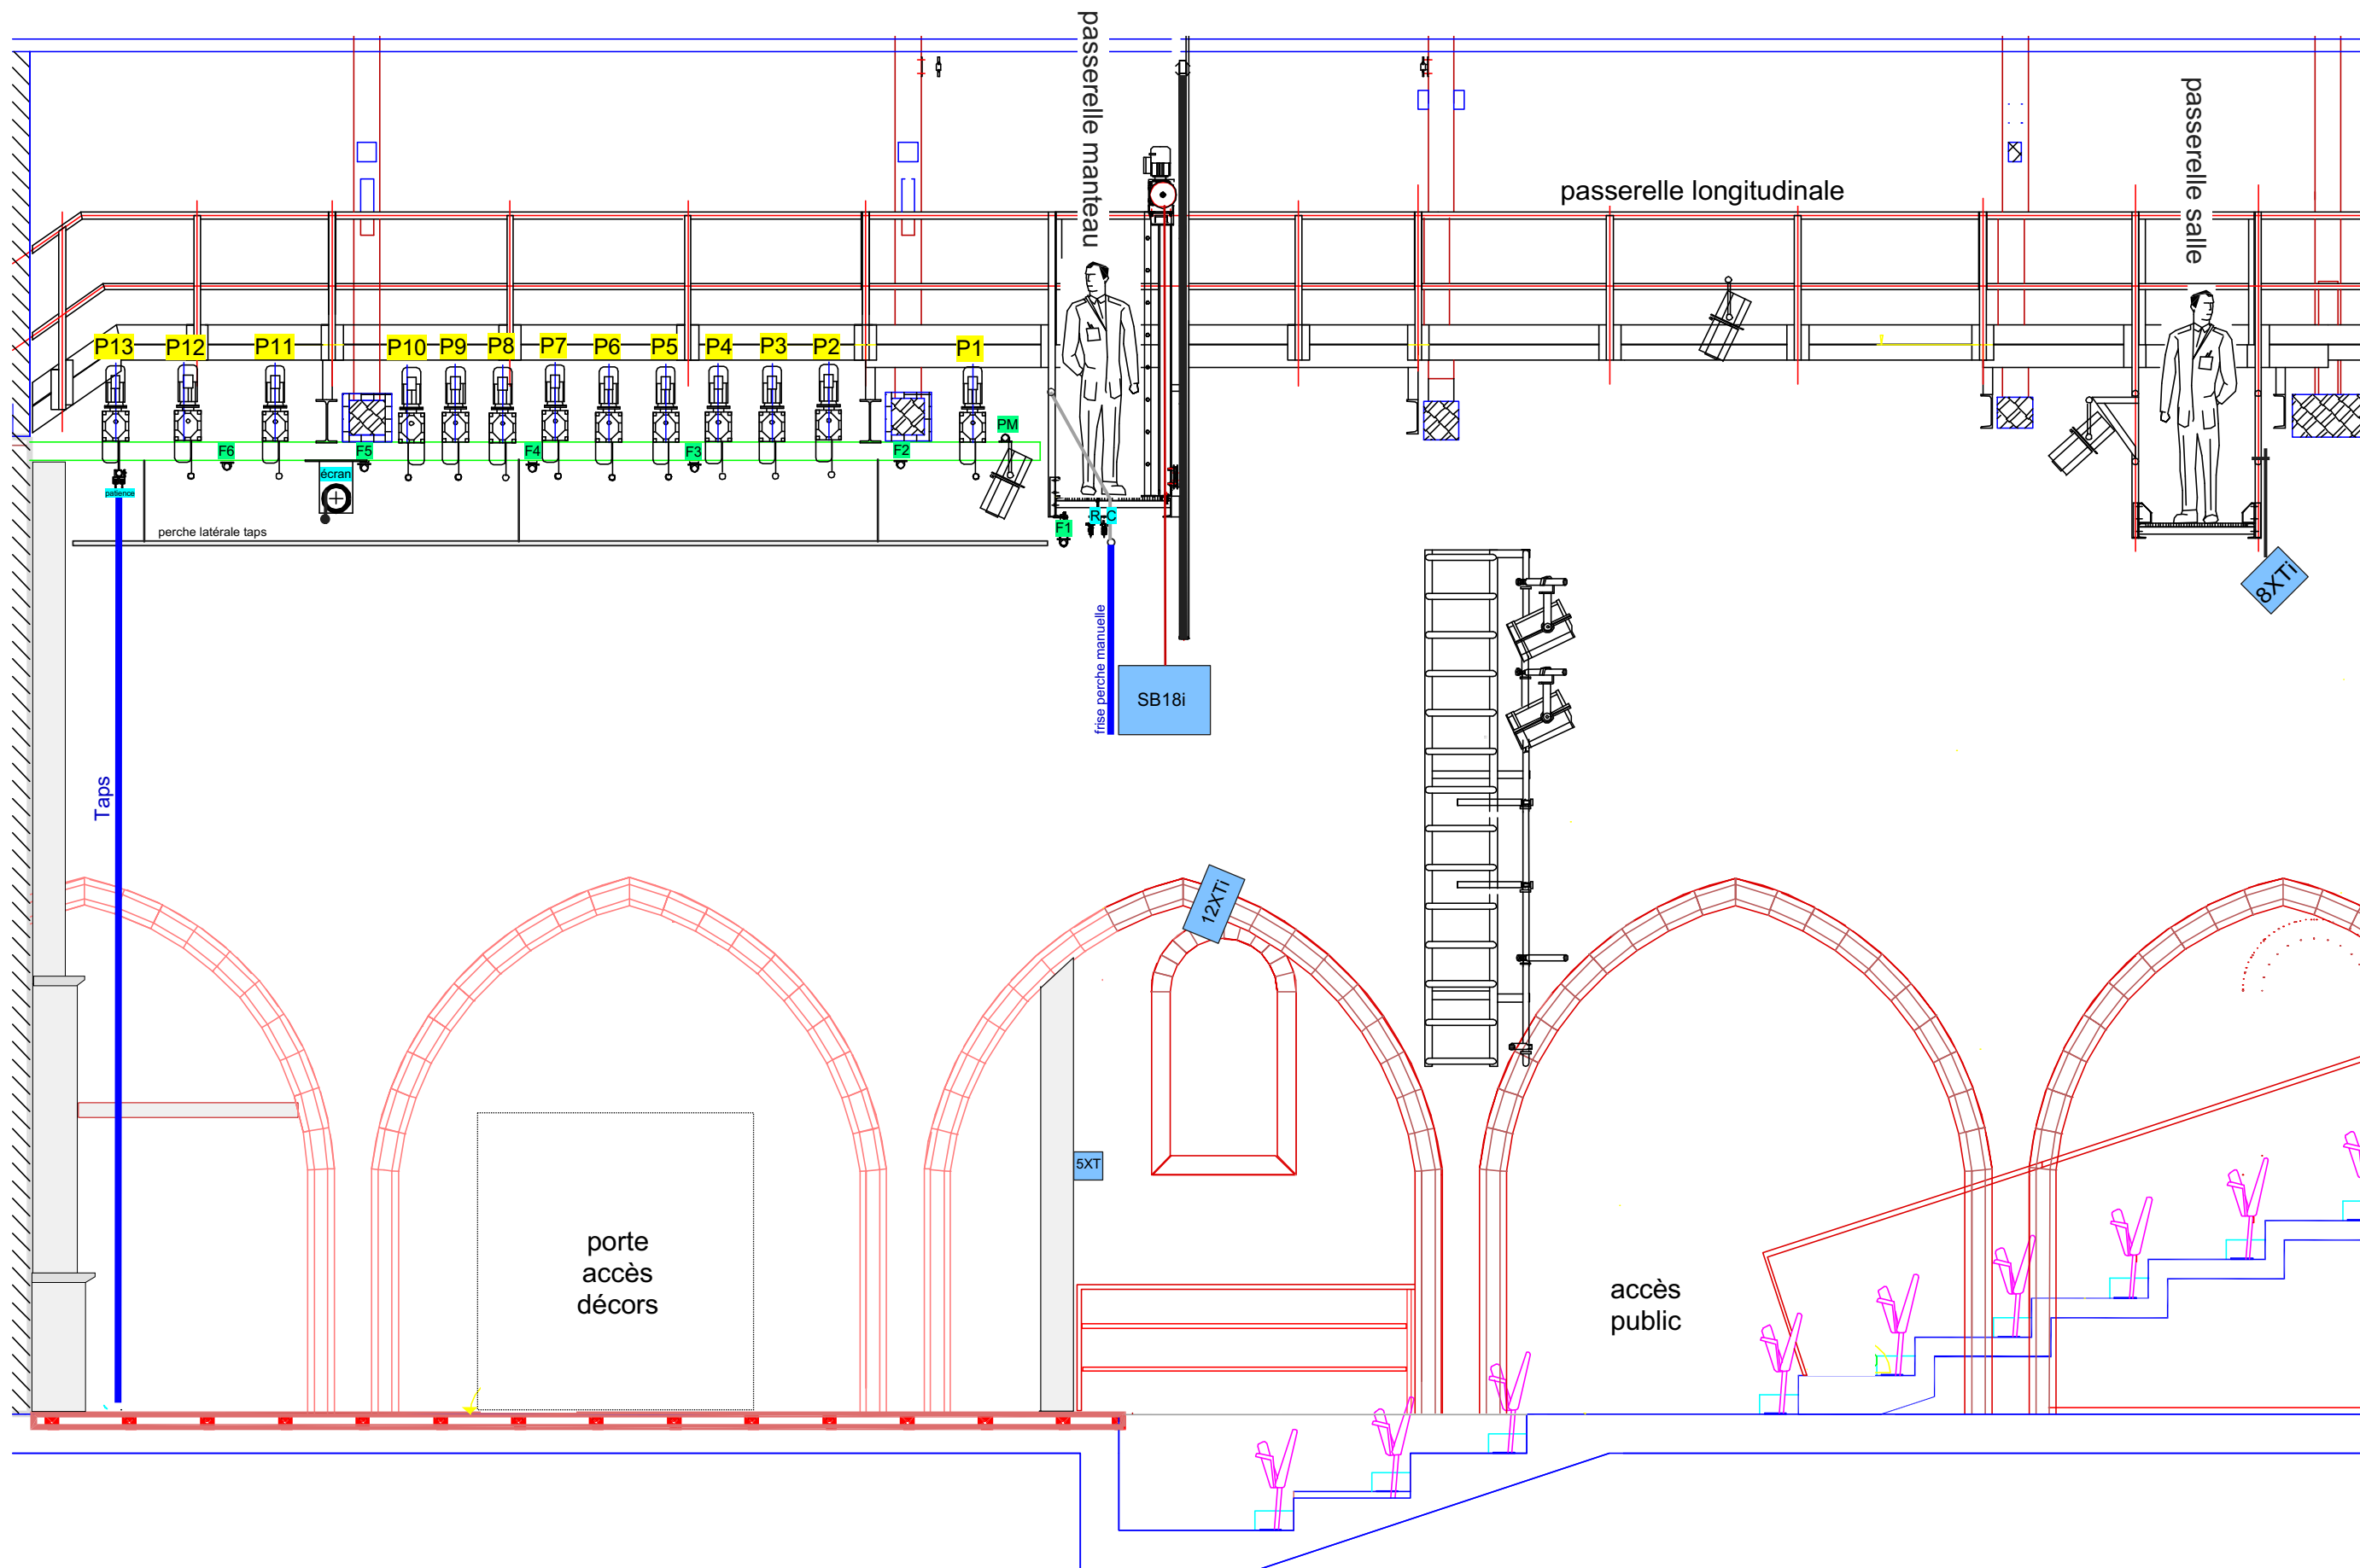 passerelle manteau
passerelle salle
passerelle longitudinale
P13
P12
P11
P10
P9
P8
P7
P6
P5
P4
P3
P2
P1
PM
F6
F5
F4
F3
F2
écran
patience
R
C
F1
perche latérale taps
8XTi
frise perche manuelle
SB18i
Taps
12XTi
5XT
porte
accès
décors
accès
public